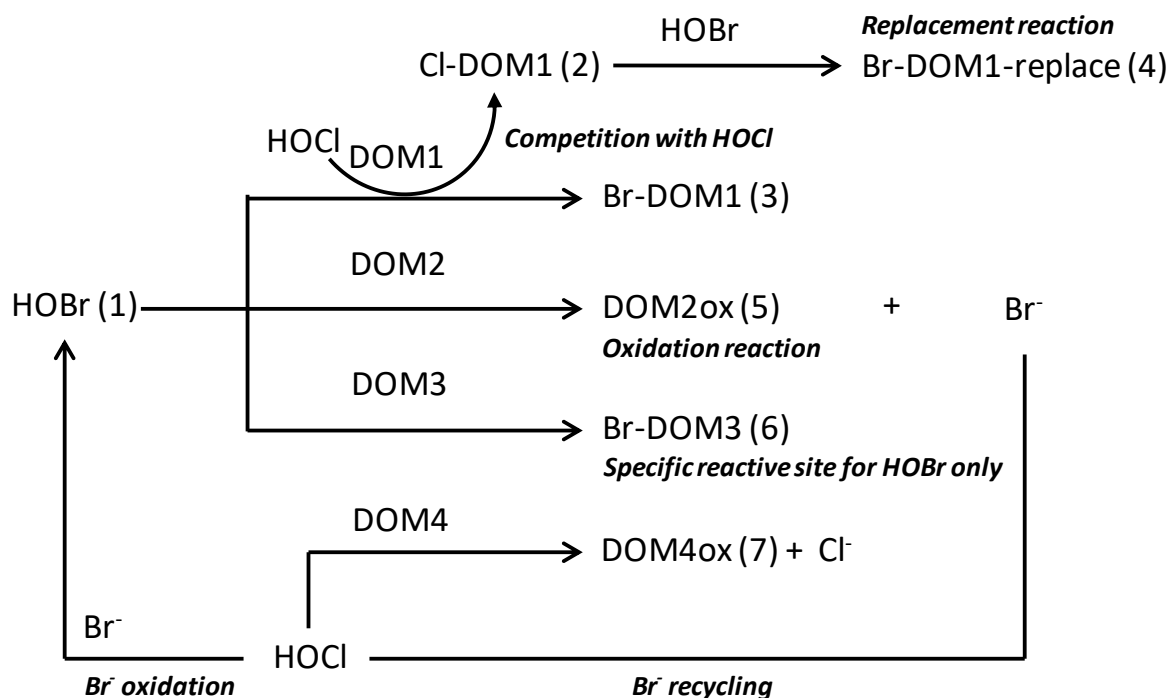 HOBr
Replacement reaction
Cl-DOM1 (2)
Br-DOM1-replace (4)
HOCl
DOM1
Competition with HOCl
Br-DOM1 (3)
DOM2
HOBr (1)
DOM2ox (5) + Br⁻
Oxidation reaction
DOM3
Br-DOM3 (6)
Specific reactive site for HOBr only
DOM4
DOM4ox (7) + Cl⁻
Br⁻
HOCl
Br⁻ oxidation
Br⁻ recycling